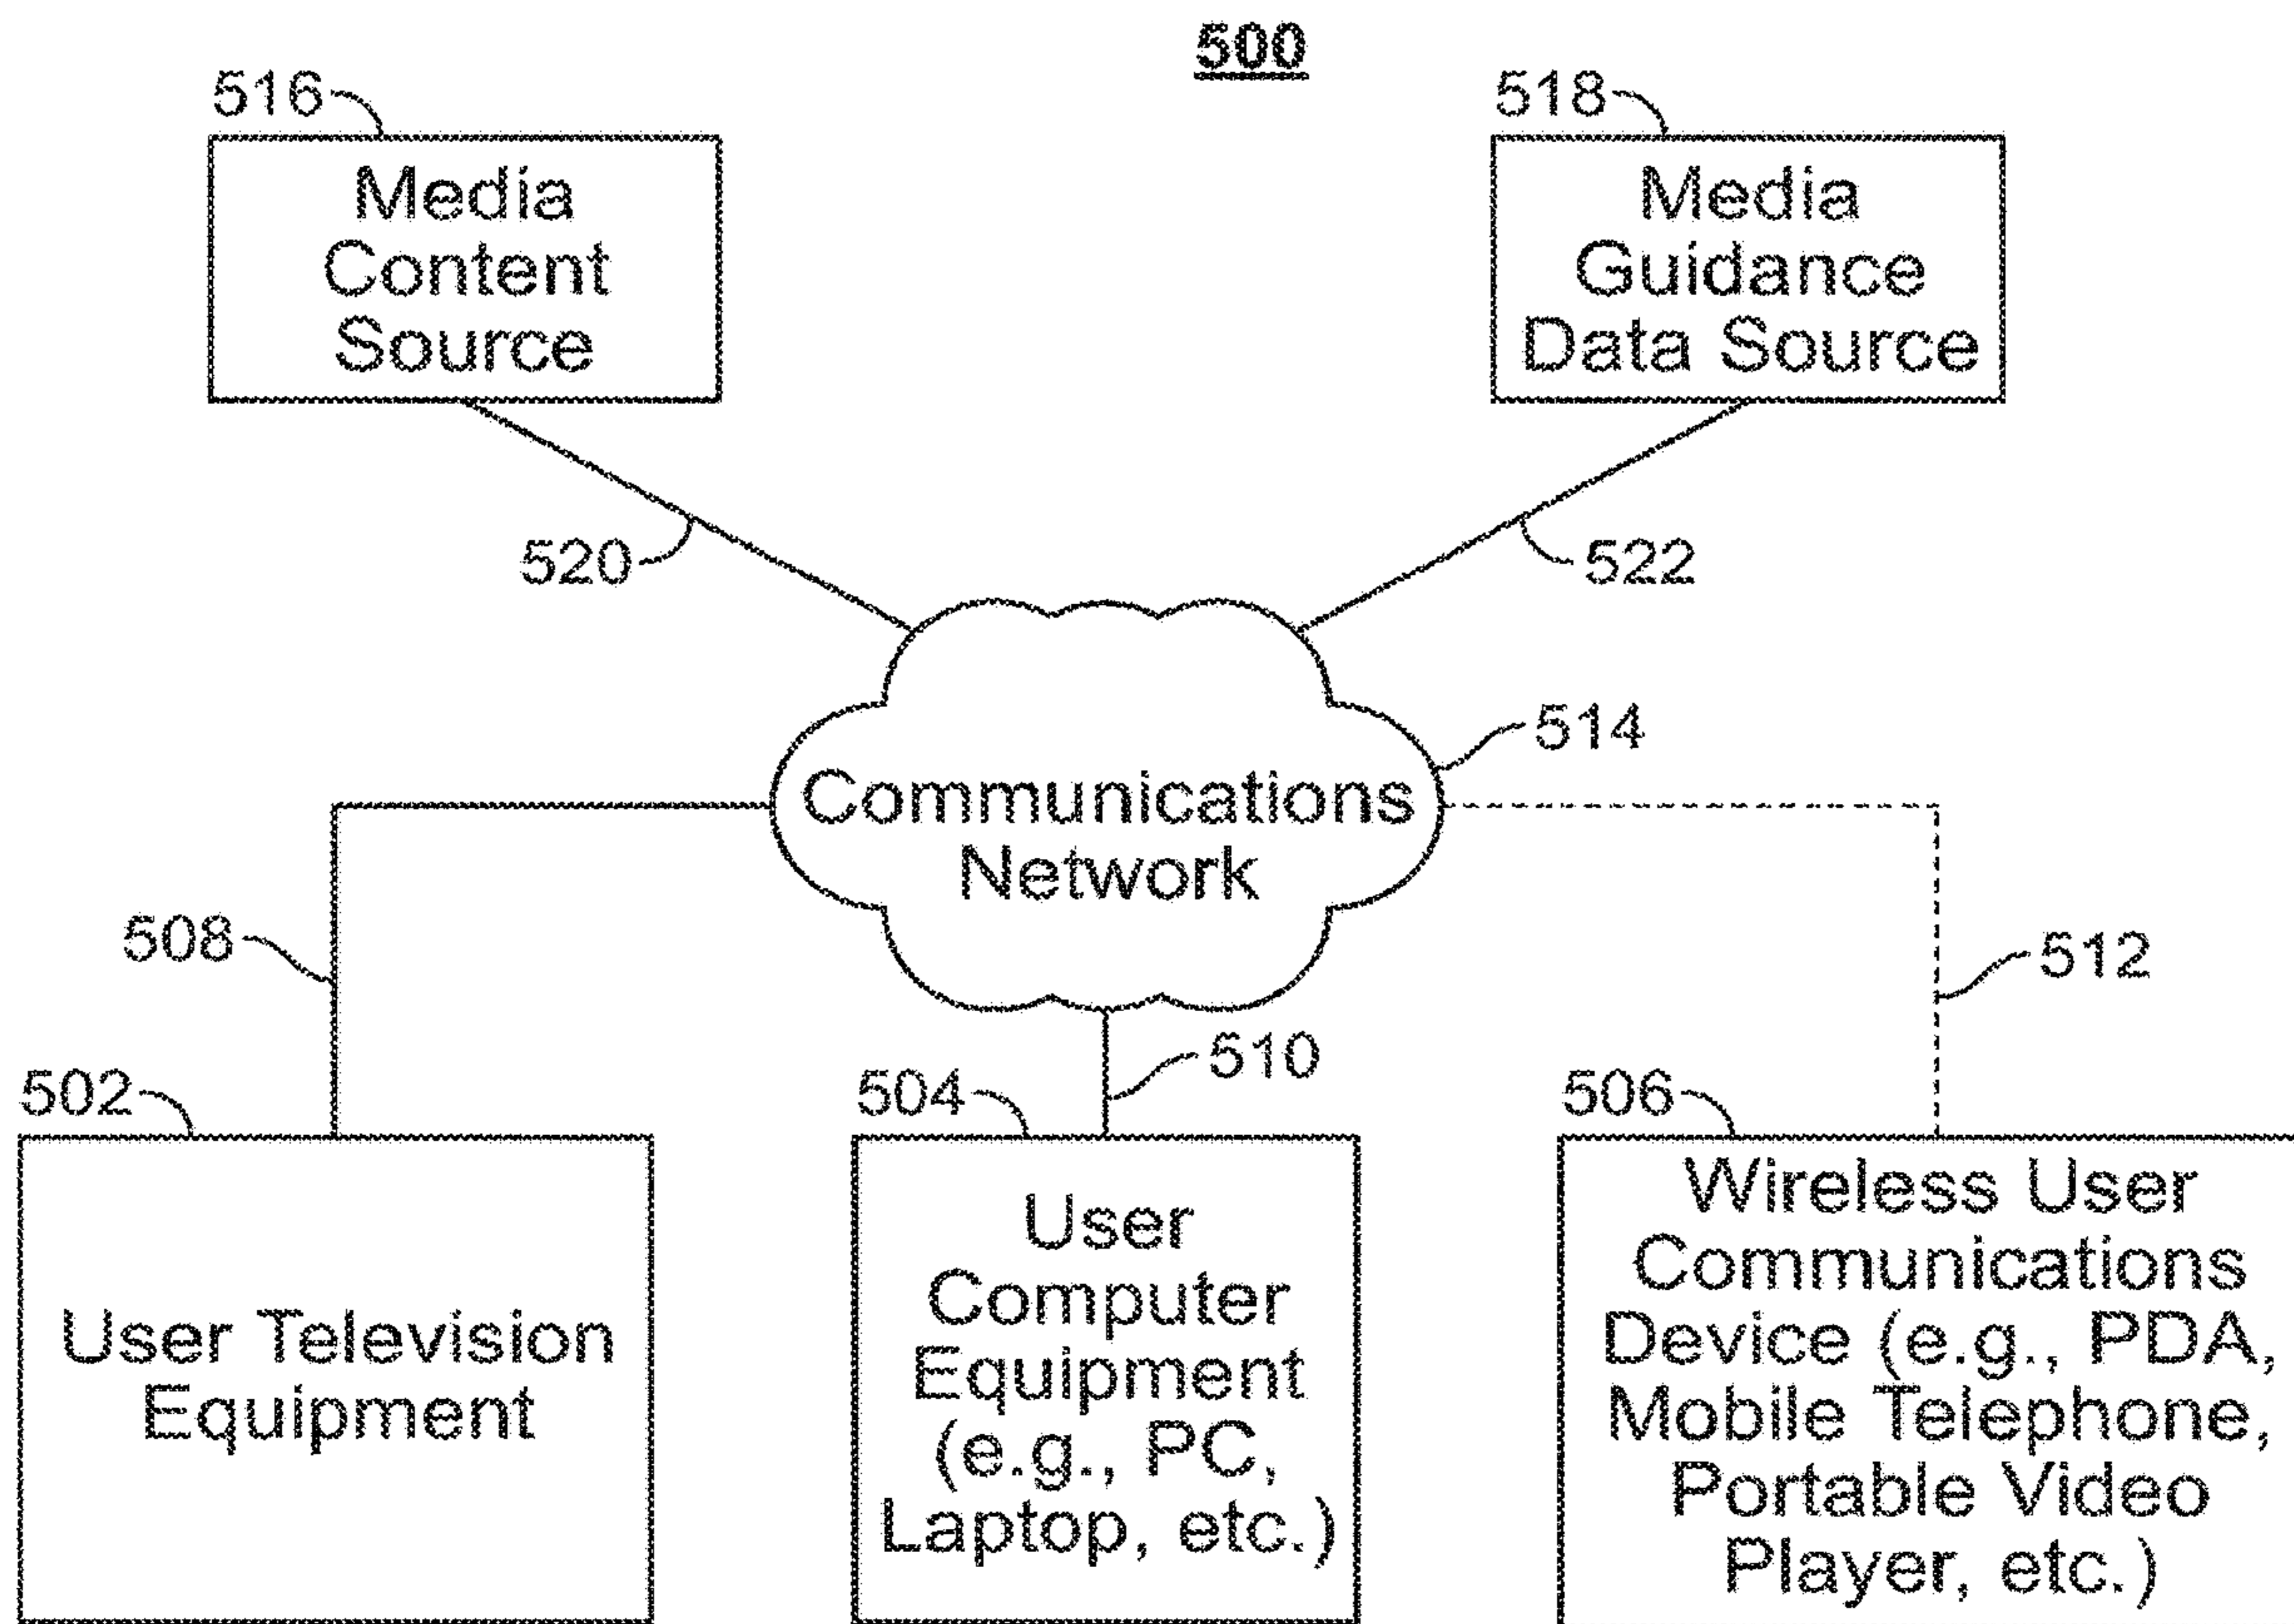 500
516
518
Media
Content
Source
Media
Guidance
Data Source
520
522
514
Communications
Network
508
512
510
502
504
506
User Television
Equipment
User
Computer
Equipment
(e.g., PC,
Laptop, etc.)
Wireless User
Communications
Device (e.g., PDA,
Mobile Telephone,
Portable Video
Player, etc.)